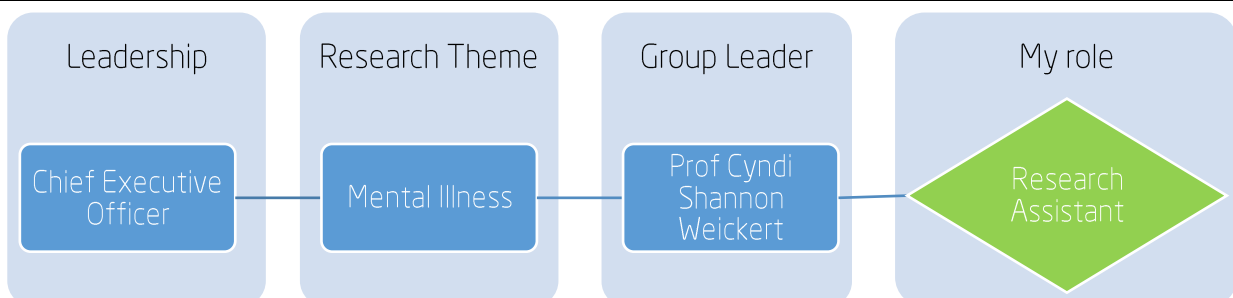 Leadership
Research Theme
Group Leader
My role
Chief Executive
Officer
Mental Illness
Prof Cyndi
Shannon
Weickert
Research
Assistant